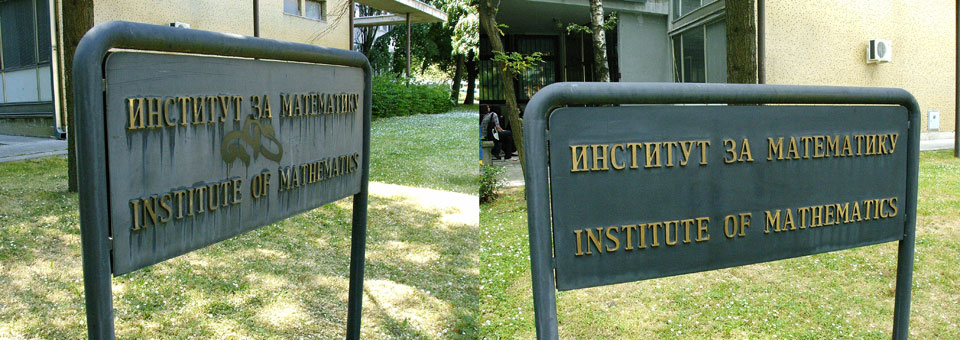 ИНСТИТУТ ЗА МАТЕМАТИКУ
INSTITUTE OF MATHEMATICS
ИНСТИТУТ ЗА МАТЕМАТИКУ
INSTITUTE OF MATHEMATICS